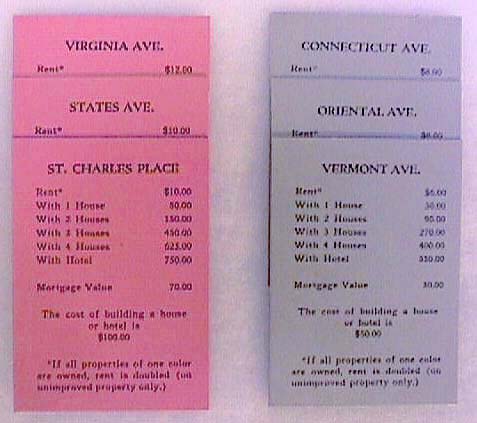 VIRGINIA AVE.
Rent* $12.00
STATES AVE.
Rent* $10.00
ST. CHARLES PLACE
Rent* $10.00
With 1 House 50.00
With 2 Houses 150.00
With 3 Houses 450.00
With 4 Houses 625.00
With Hotel 750.00
Mortgage Value 70.00
The cost of building a house
or hotel is
$100.00
*If all properties of one color
are owned, rent is doubled (on
unimproved property only.)
CONNECTICUT AVE.
Rent* $8.00
ORIENTAL AVE.
Rent* $6.00
VERMONT AVE.
Rent* $6.00
With 1 House 30.00
With 2 Houses 90.00
With 3 Houses 270.00
With 4 Houses 400.00
With Hotel 550.00
Mortgage Value 50.00
The cost of building a house
or hotel is
$50.00
*If all properties of one color
are owned, rent is doubled (on
unimproved property only.)